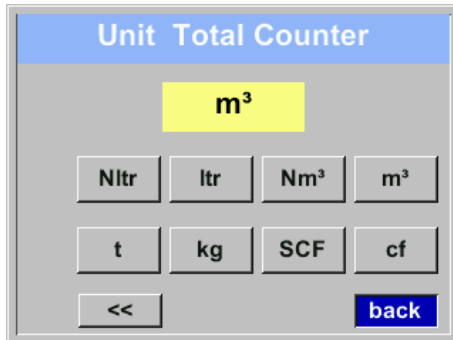 Unit Total Counter
m³
Nltr ltr Nm³ m³
t kg SCF cf
<< back